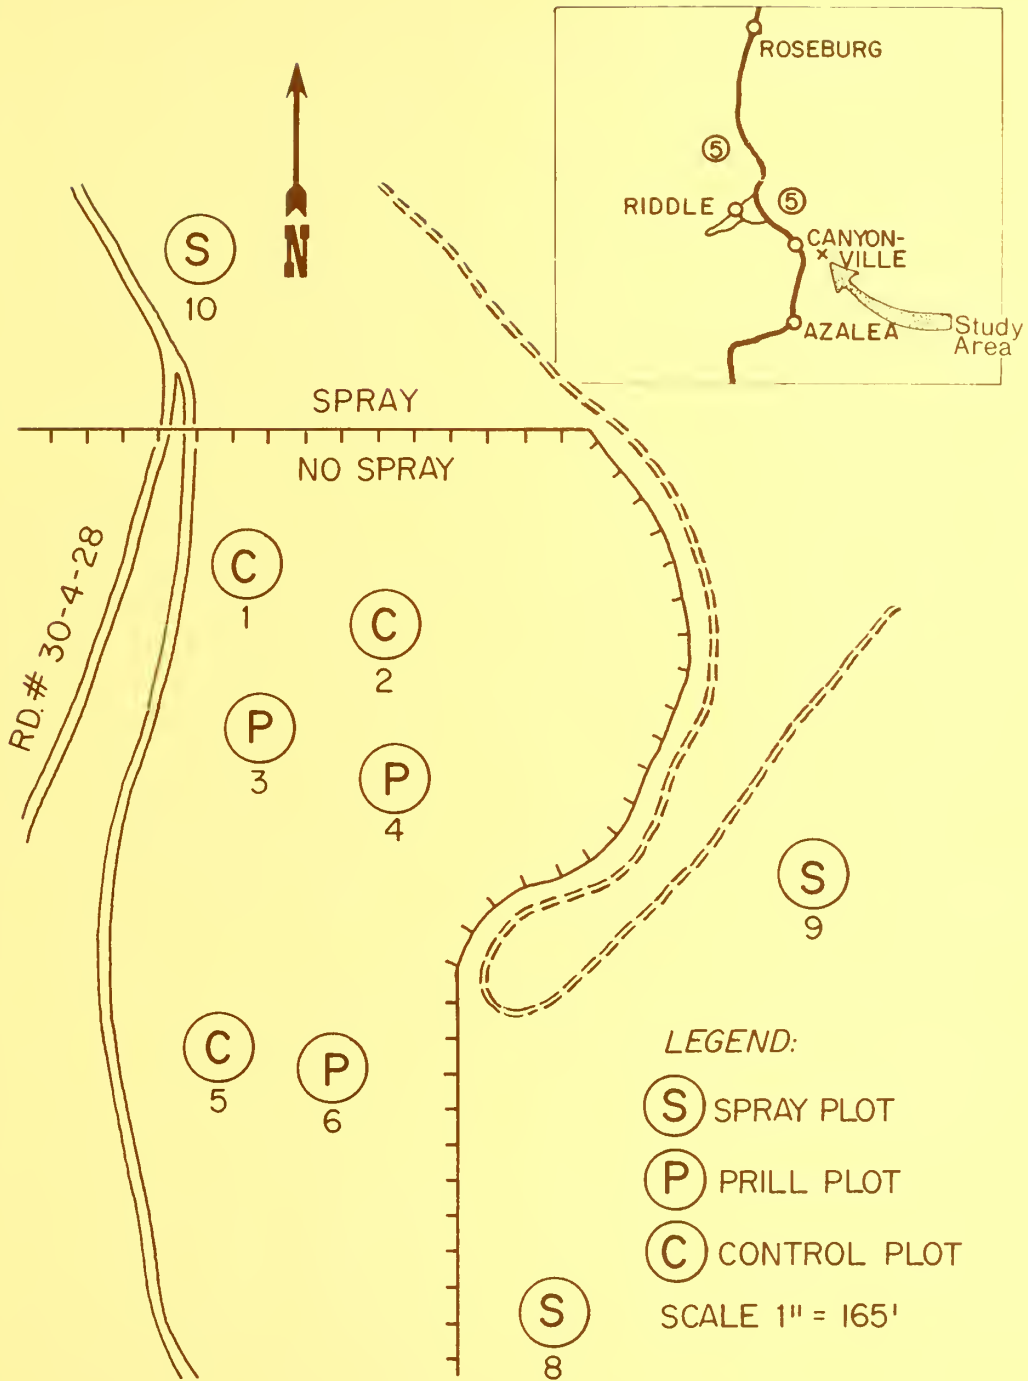 ROSEBURG
5
RIDDLE
5
CANYON-
VILLE
x
AZALEA
Study
Area
N
S
10
SPRAY
NO SPRAY
RD.# 30-4-28
C
1
C
2
P
3
P
4
S
9
C
5
P
6
S
8
LEGEND:
S SPRAY PLOT
P PRILL PLOT
C CONTROL PLOT
SCALE 1" = 165'